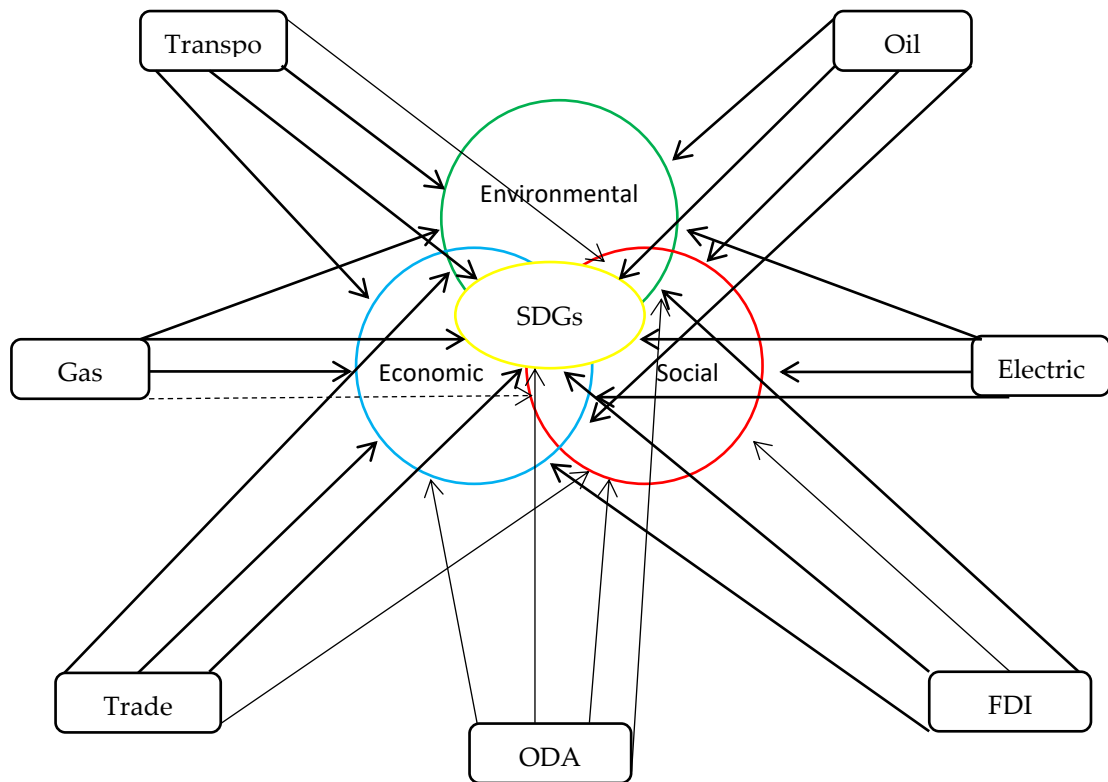 Transpo
Oil
Environmental
SDGs
Gas
Economic
Social
Electric
Trade
FDI
ODA